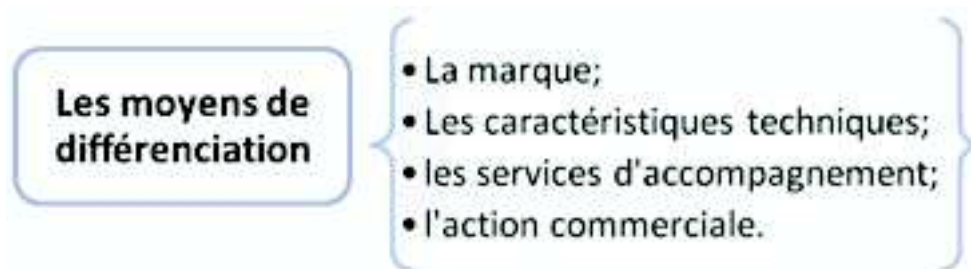 Les moyens de
différenciation
• La marque;
• Les caractéristiques techniques;
• les services d'accompagnement;
• l'action commerciale.